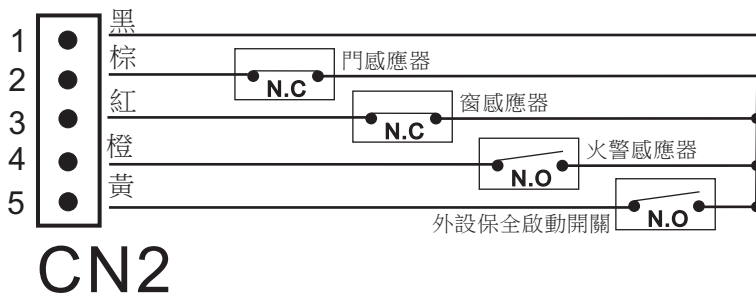 1 黑
2 棕 N.C 門感應器
3 紅 N.C 窗感應器
4 橙 N.O 火警感應器
5 黃 外設保全啟動開關 N.O
CN2